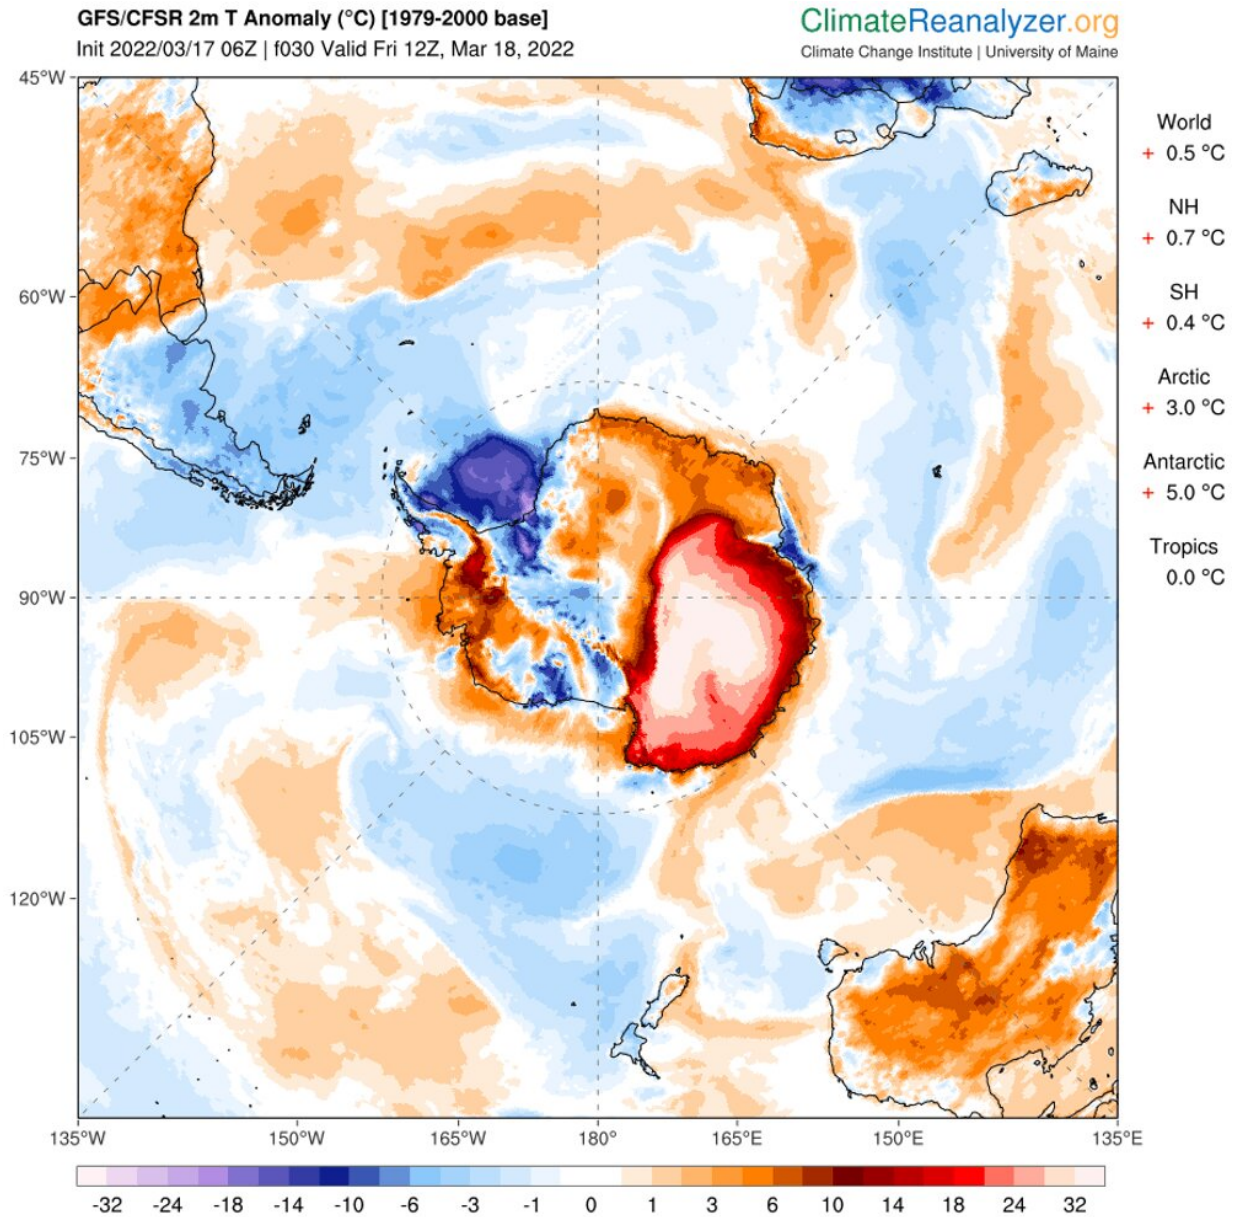 GFS/CFSR 2m T Anomaly (°C) [1979-2000 base]
Init 2022/03/17 06Z | f030 Valid Fri 12Z, Mar 18, 2022
ClimateReanalyzer.org
Climate Change Institute | University of Maine
45°W
60°W
75°W
90°W
105°W
120°W
135°W 150°W 165°W 180° 165°E 150°E 135°E
World
+ 0.5 °C
NH
+ 0.7 °C
SH
+ 0.4 °C
Arctic
+ 3.0 °C
Antarctic
+ 5.0 °C
Tropics
0.0 °C
-32 -24 -18 -14 -10 -6 -3 -1 0 1 3 6 10 14 18 24 32